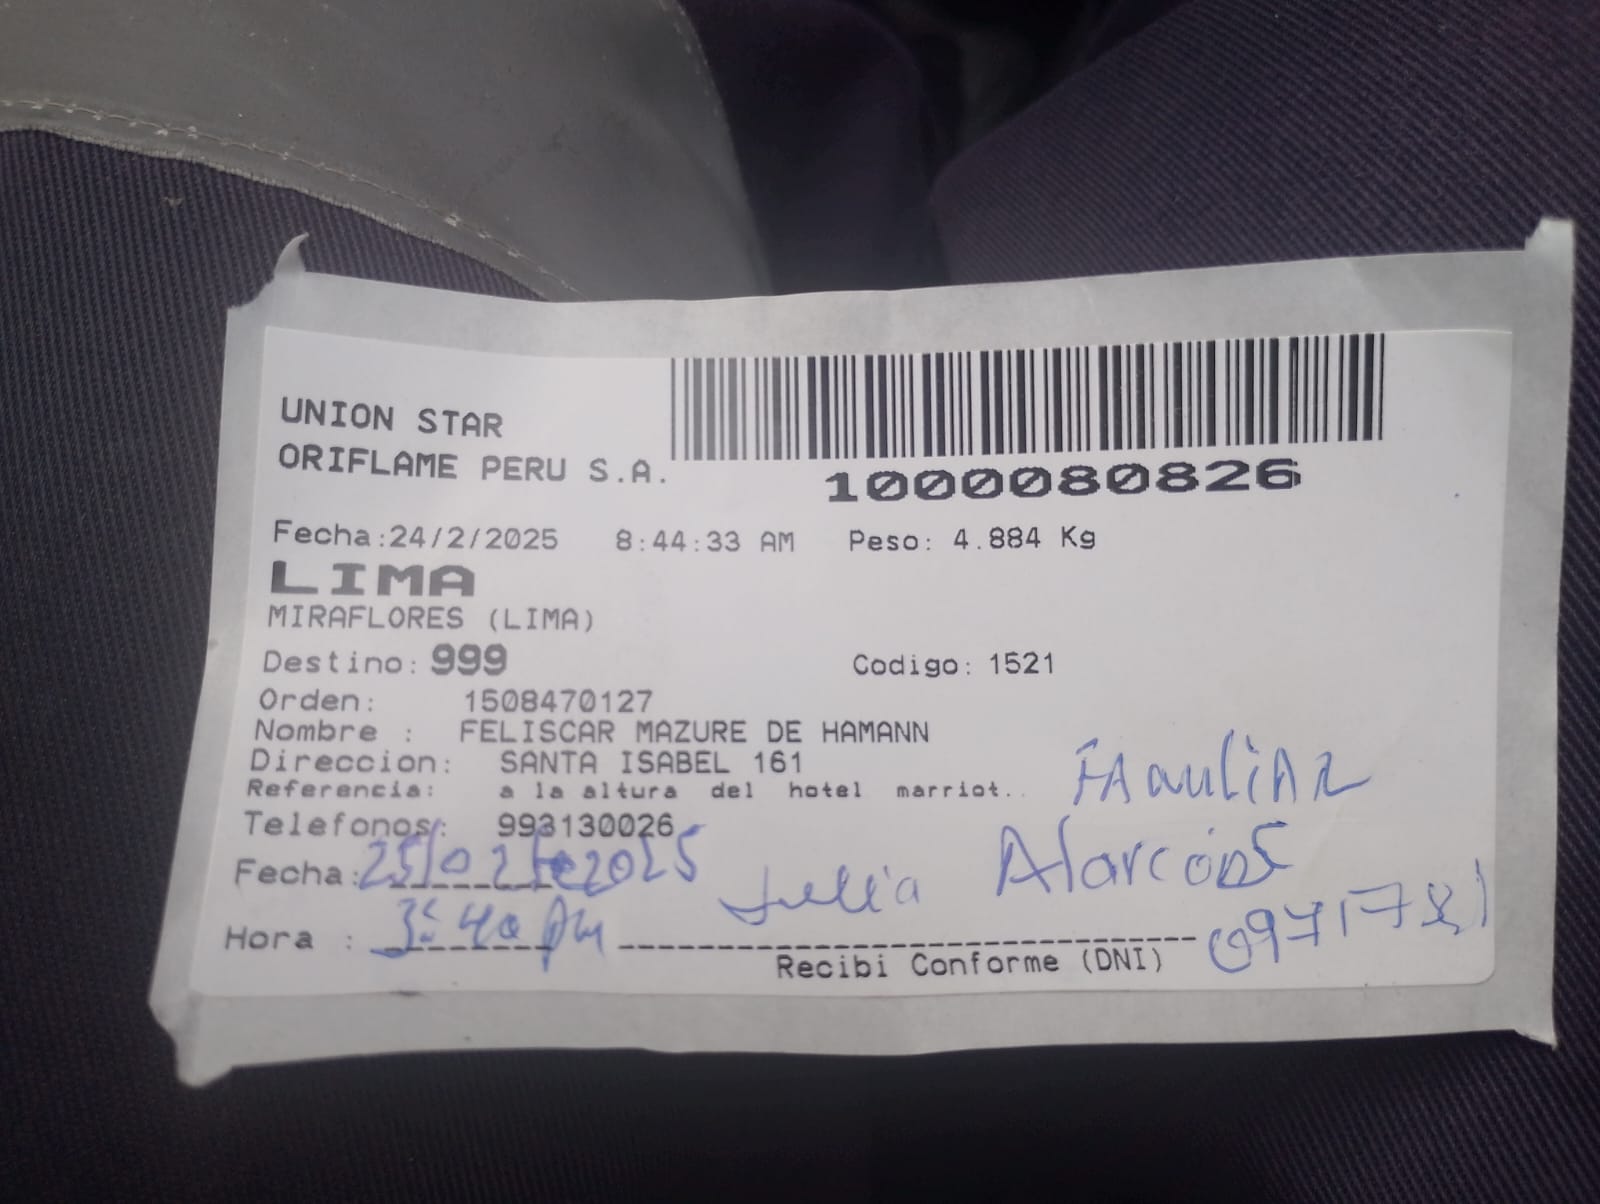 UNION STAR
ORIFLAME PERU S.A.
1000080826
Fecha:24/2/2025 8:44:33 AM Peso: 4.884 Kg
LIMA
MIRAFLORES (LIMA)
Destino: 999 Codigo: 1521
Orden: 1508470127
Nombre : FELISCAR MAZURE DE HAMANN
Direccion: SANTA ISABEL 161
Referencia: a la altura del hotel marriot..
FAmiliAR
Telefonos: 993130026
Fecha: 25/02/2025 Alarcón
Hora : 3:40 pm
Recibi Conforme (DNI)